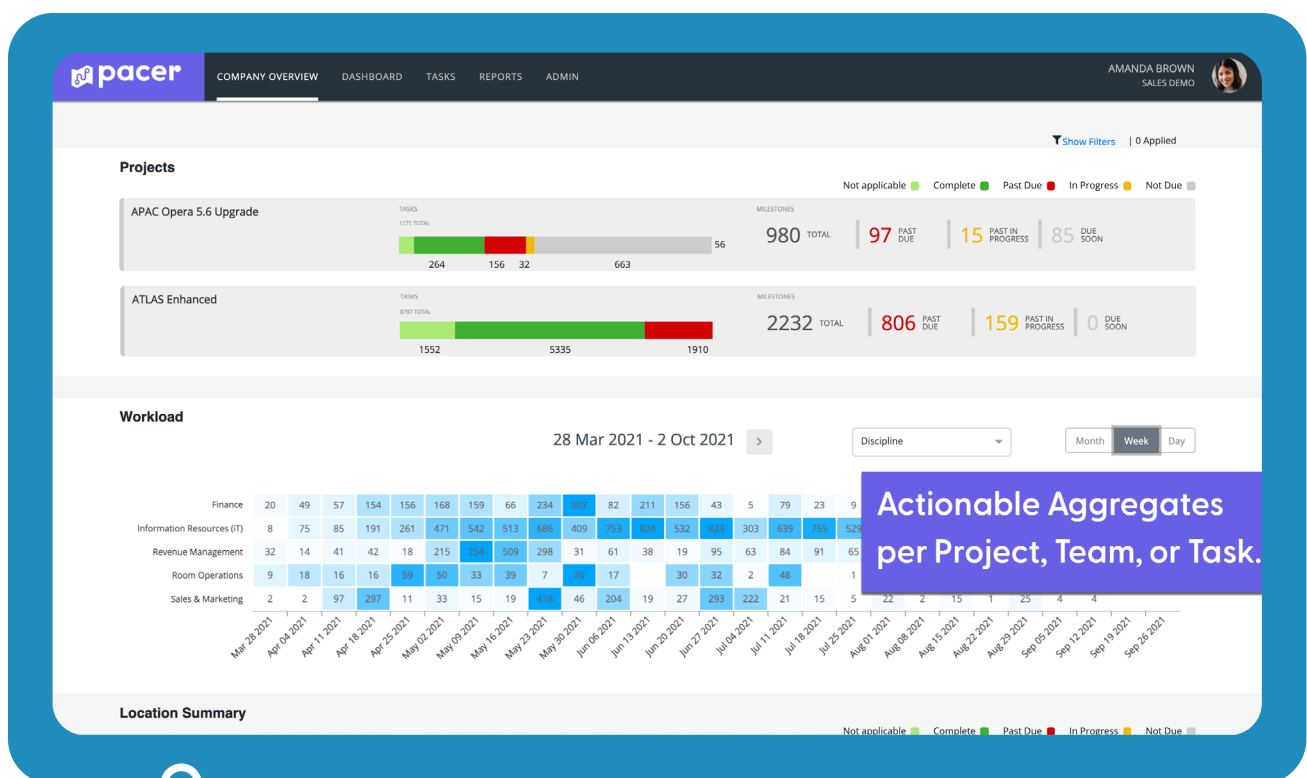 pacer
COMPANY OVERVIEW DASHBOARD TASKS REPORTS ADMIN
AMANDA BROWN
SALES DEMO
Show Filters | 0 Applied
Projects
Not applicable Complete Past Due In Progress Not Due
APAC Opera 5.6 Upgrade
TASKS
1171 TOTAL
56
264 156 32 663
MILESTONES
980 TOTAL 97 PAST DUE 15 PAST IN PROGRESS 85 DUE SOON
ATLAS Enhanced
TASKS
8797 TOTAL
1552 5335 1910
MILESTONES
2232 TOTAL 806 PAST DUE 159 PAST IN PROGRESS 0 DUE SOON
Workload
28 Mar 2021 - 2 Oct 2021 >
Discipline
Month Week Day
Finance 20 49 57 154 156 168 159 66 234 507 82 211 156 43 5 79 23 9
Information Resources (iT) 8 75 85 191 261 471 542 513 686 409 753 824 532 823 303 639 755 529
Revenue Management 32 14 41 42 18 215 754 509 298 31 61 38 19 95 63 84 91 65
Room Operations 9 18 16 16 59 50 33 39 7 70 17 30 32 2 48 1
Sales & Marketing 2 2 97 297 11 33 15 19 478 46 204 19 27 293 222 21 15 5 22 2 15 1 25 4 4
Actionable Aggregates
per Project, Team, or Task.
Mar 28 2021 Apr 04 2021 Apr 11 2021 Apr 18 2021 Apr 25 2021 May 02 2021 May 09 2021 May 16 2021 May 23 2021 May 30 2021 Jun 06 2021 Jun 13 2021 Jun 20 2021 Jun 27 2021 Jul 04 2021 Jul 11 2021 Jul 18 2021 Jul 25 2021 Aug 01 2021 Aug 08 2021 Aug 15 2021 Aug 22 2021 Aug 29 2021 Sep 05 2021 Sep 12 2021 Sep 19 2021 Sep 26 2021
Location Summary
Not applicable Complete Past Due In Progress Not Due